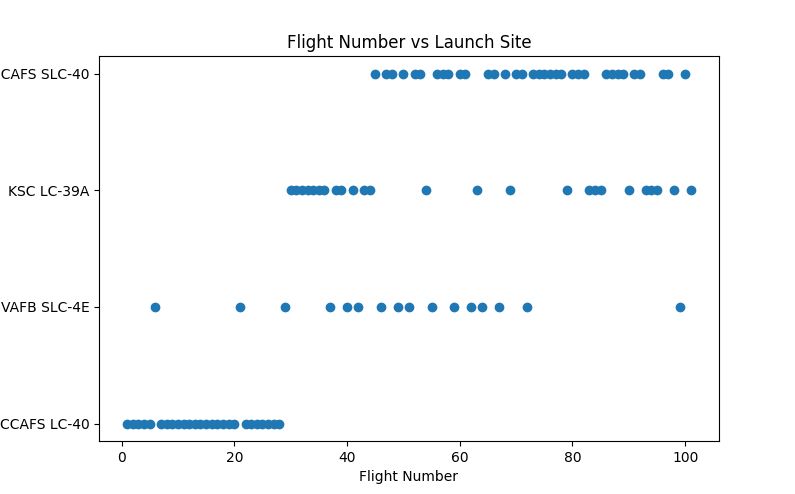 Flight Number vs Launch Site
CAFS SLC-40
KSC LC-39A
VAFB SLC-4E
CCAFS LC-40
0 20 40 60 80 100
Flight Number